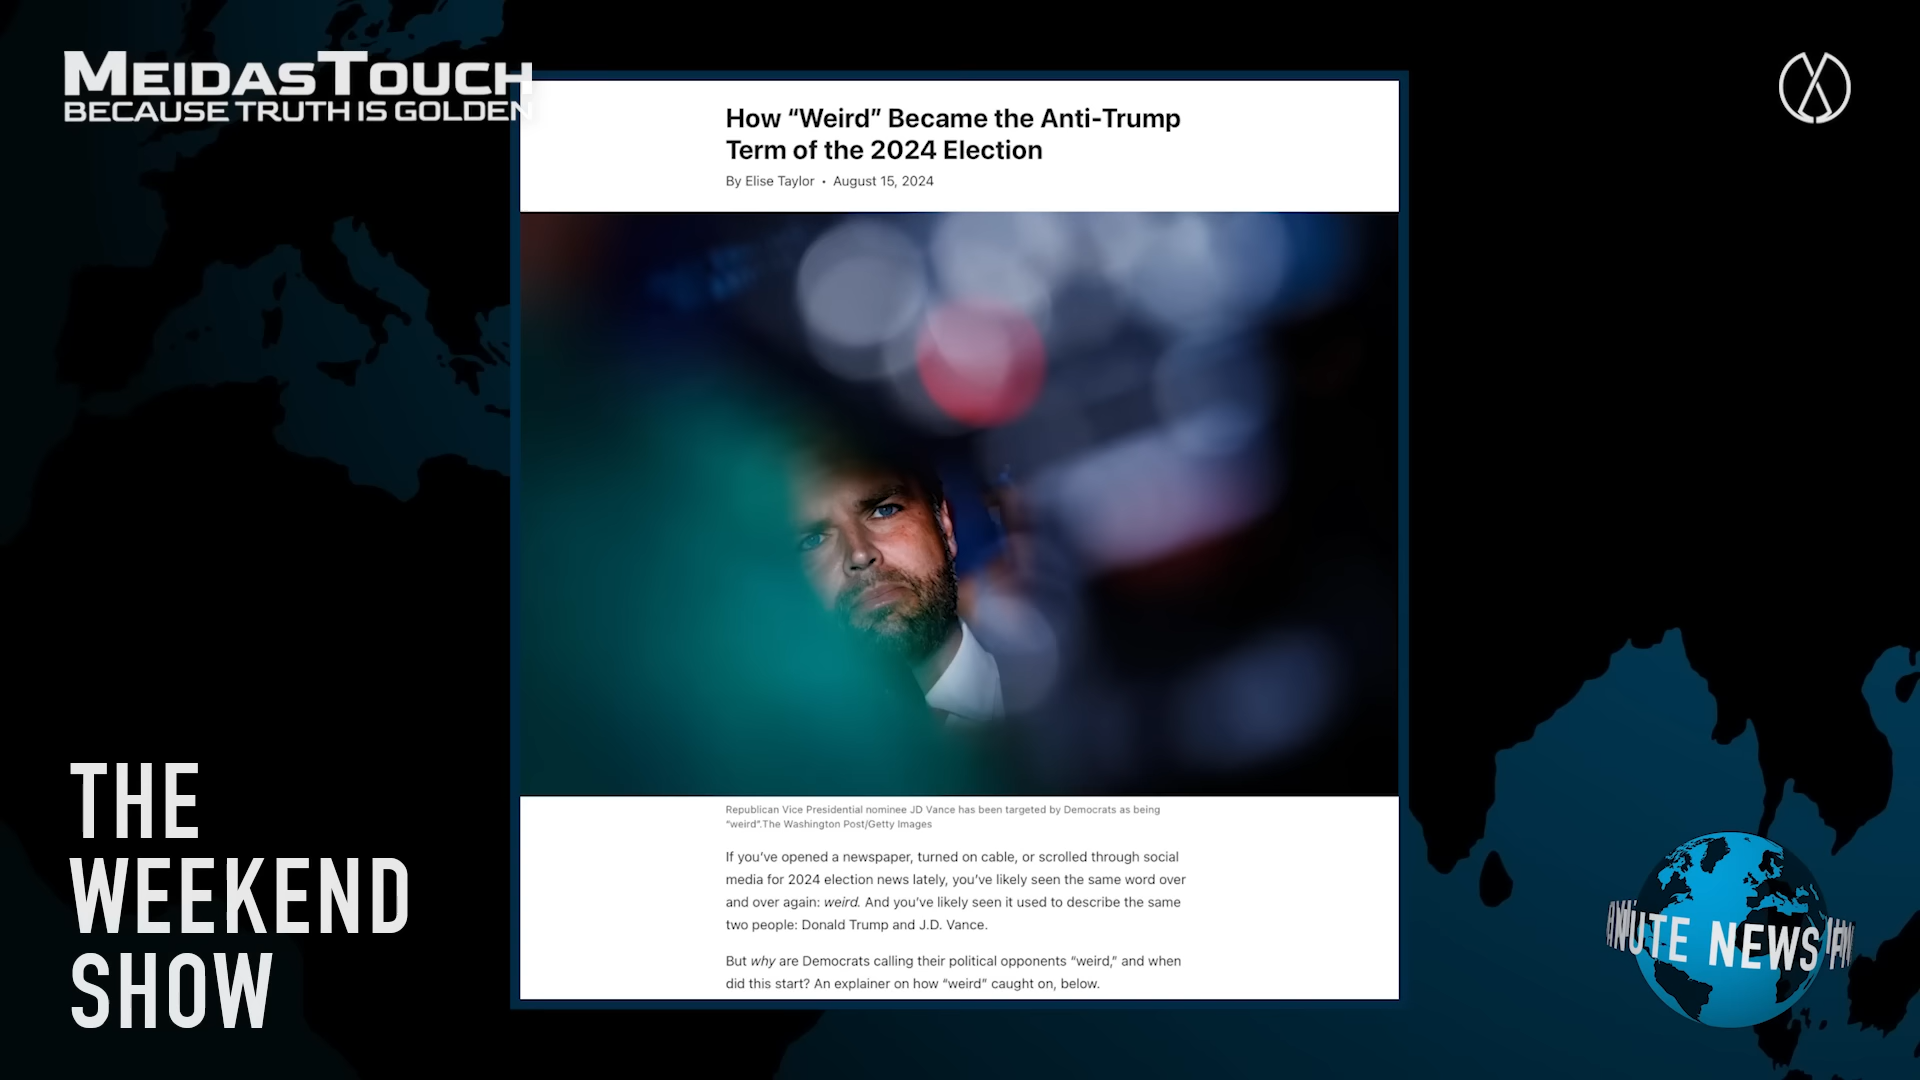 MEIDASTOUCH
BECAUSE TRUTH IS GOLDEN
How “Weird” Became the Anti-Trump
Term of the 2024 Election
By Elise Taylor • August 15, 2024
Republican Vice Presidential nominee JD Vance has been targeted by Democrats as being
“weird”.The Washington Post/Getty Images
If you’ve opened a newspaper, turned on cable, or scrolled through social
media for 2024 election news lately, you’ve likely seen the same word over
and over again: weird. And you’ve likely seen it used to describe the same
two people: Donald Trump and J.D. Vance.
But why are Democrats calling their political opponents “weird,” and when
did this start? An explainer on how “weird” caught on, below.
THE
WEEKEND
SHOW
NUTE NEWS